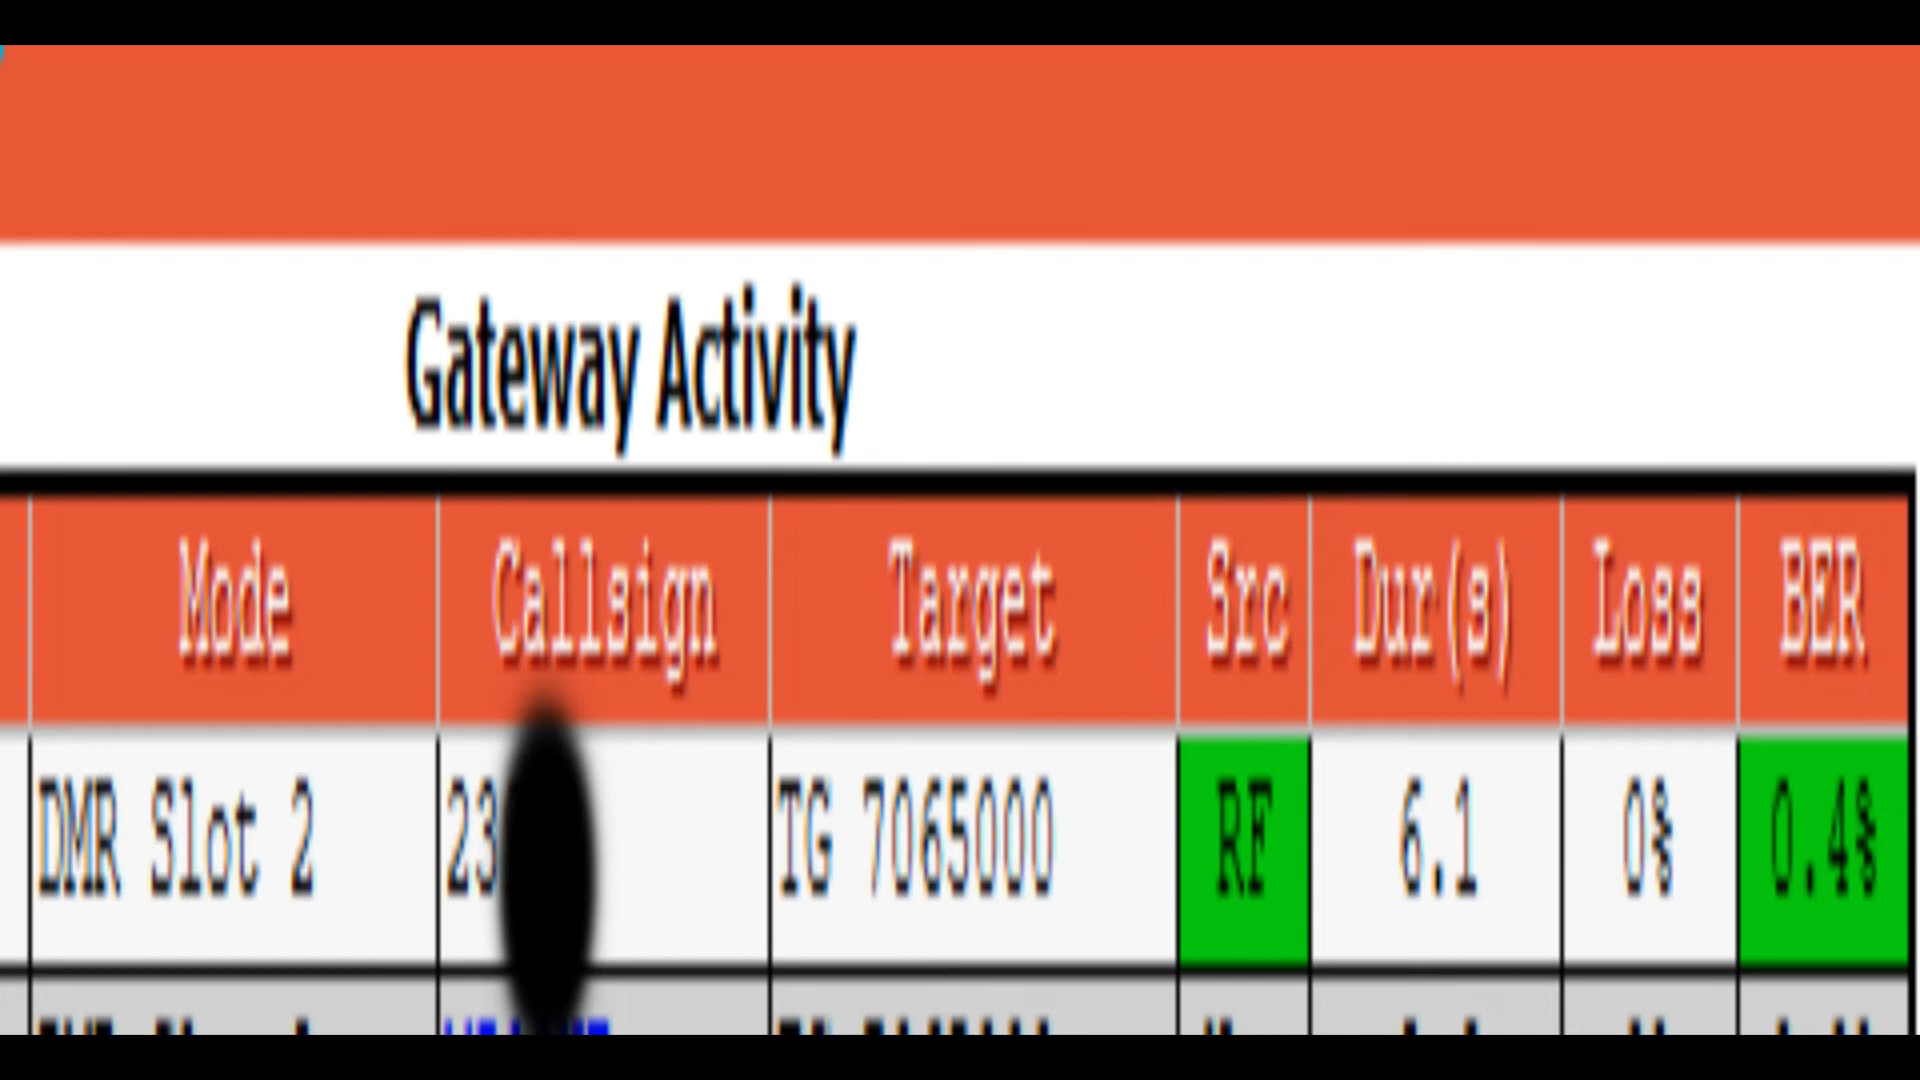 Gateway Activity
Mode Callsign Target Src Dur(s) Loss BER
DMR Slot 2 23 TG 7065000 RF 6.1 0% 0.4%